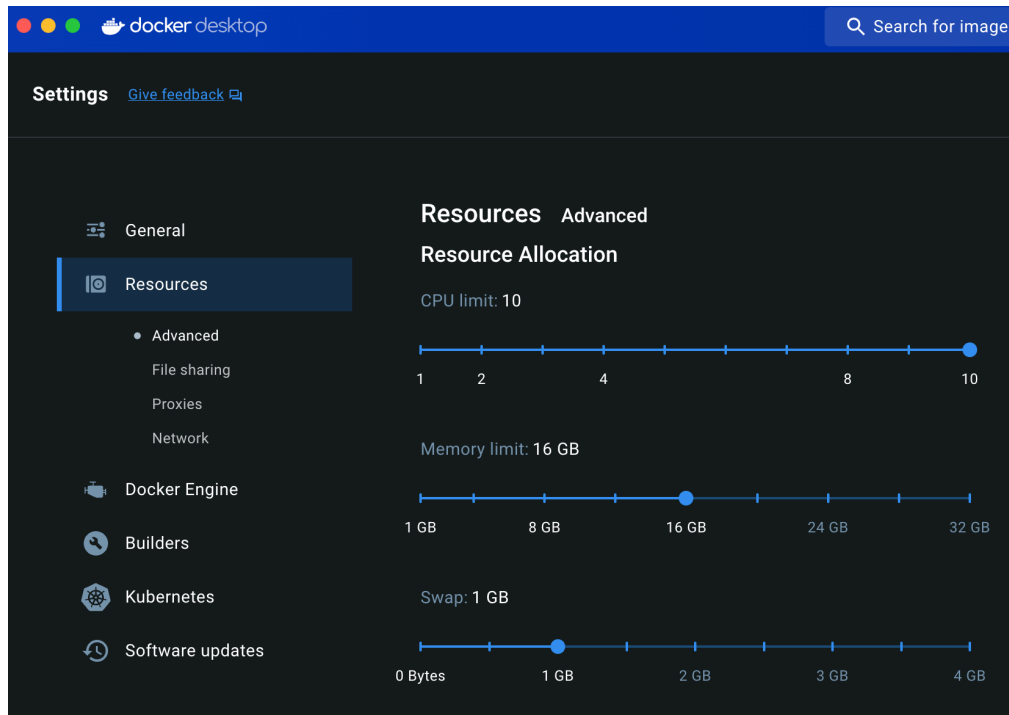 docker desktop
Search for image
Settings Give feedback
General
Resources
Advanced
File sharing
Proxies
Network
Docker Engine
Builders
Kubernetes
Software updates
Resources Advanced
Resource Allocation
CPU limit: 10
1 2 4 8 10
Memory limit: 16 GB
1 GB 8 GB 16 GB 24 GB 32 GB
Swap: 1 GB
0 Bytes 1 GB 2 GB 3 GB 4 GB